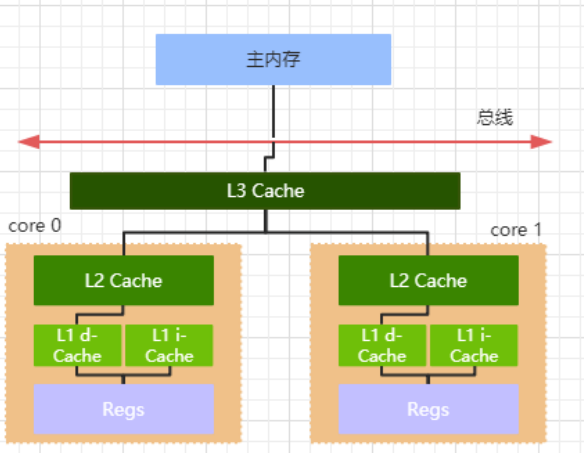 主内存
总线
L3 Cache
core 0
core 1
L2 Cache
L2 Cache
L1 d-
Cache
L1 i-
Cache
L1 d-
Cache
L1 i-
Cache
Regs
Regs